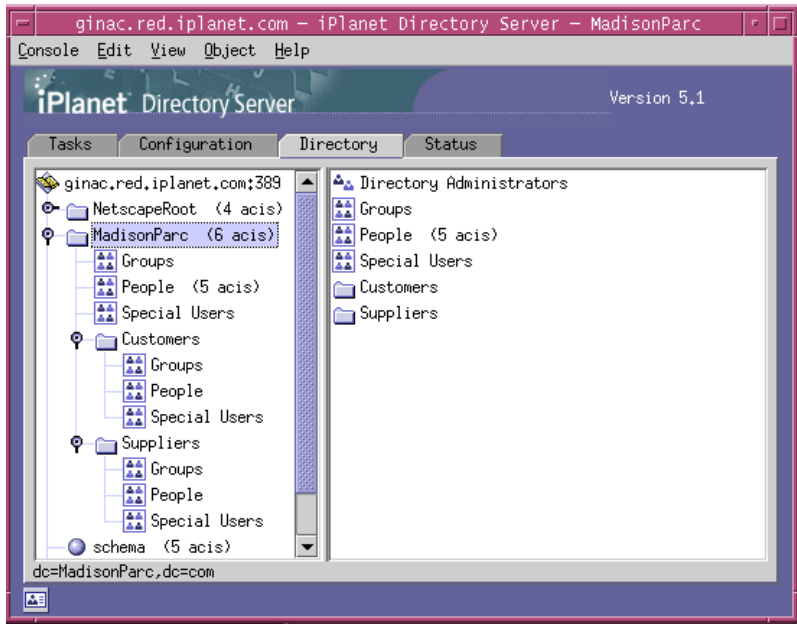 ginac.red.iplanet.com — iPlanet Directory Server — MadisonParc
Console Edit View Object Help
iPlanet Directory Server
Version 5.1
Tasks Configuration Directory Status
ginac.red.iplanet.com:389
NetscapeRoot (4 acis)
MadisonParc (6 acis)
Groups
People (5 acis)
Special Users
Customers
Groups
People
Special Users
Suppliers
Groups
People
Special Users
schema (5 acis)
Directory Administrators
Groups
People (5 acis)
Special Users
Customers
Suppliers
dc=MadisonParc,dc=com